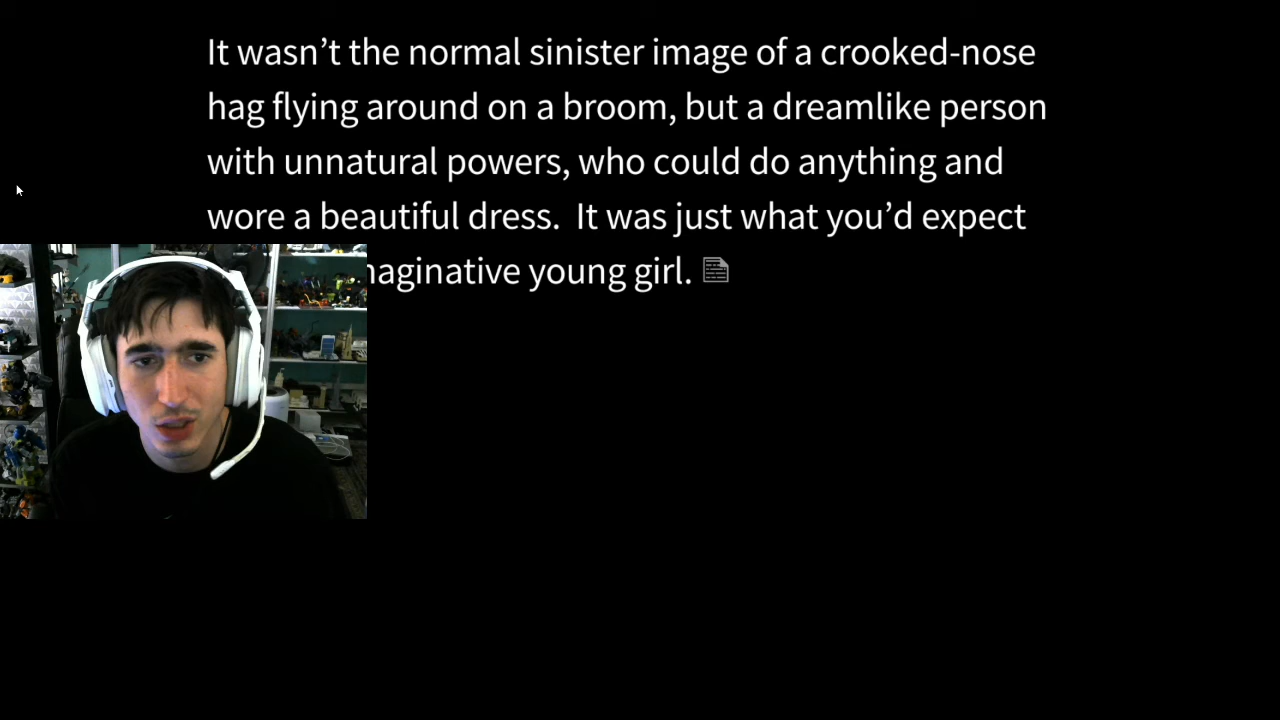 It wasn’t the normal sinister image of a crooked-nose
hag flying around on a broom, but a dreamlike person
with unnatural powers, who could do anything and
wore a beautiful dress.  It was just what you’d expect
young girl.